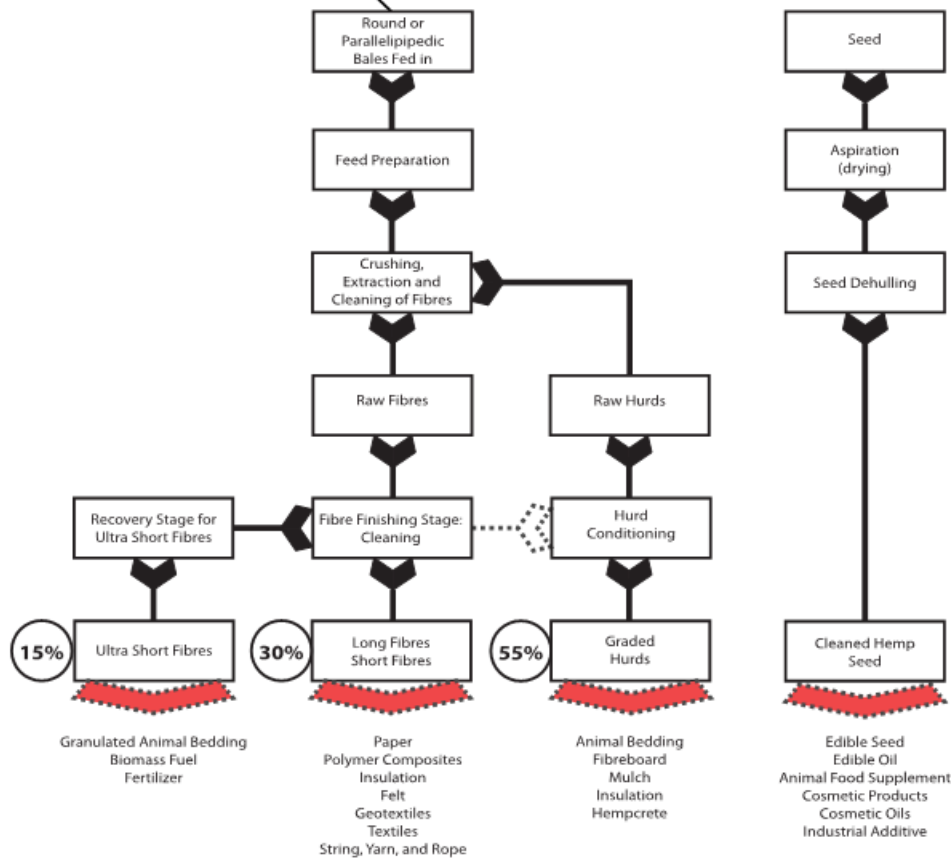 Round or
Parallelipipedic
Bales Fed in
Seed
Feed Preparation
Aspiration
(drying)
Crushing,
Extraction and
Cleaning of Fibres
Seed Dehulling
Raw Fibres
Raw Hurds
Recovery Stage for
Ultra Short Fibres
Fibre Finishing Stage:
Cleaning
Hurd
Conditioning
15%
Ultra Short Fibres
30%
Long Fibres
Short Fibres
55%
Graded
Hurds
Cleaned Hemp
Seed
Granulated Animal Bedding
Biomass Fuel
Fertilizer
Paper
Polymer Composites
Insulation
Felt
Geotextiles
Textiles
String, Yarn, and Rope
Animal Bedding
Fibreboard
Mulch
Insulation
Hempcrete
Edible Seed
Edible Oil
Animal Food Supplement
Cosmetic Products
Cosmetic Oils
Industrial Additive